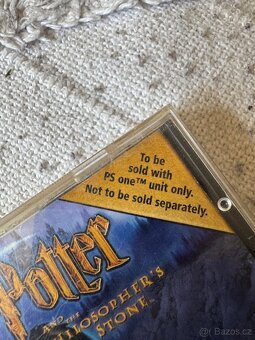 To be
sold with
PS one™ unit only.
Not to be sold separately.
Potter
AND THE
PHILOSOPHER'S
STONE
Bazos.cz